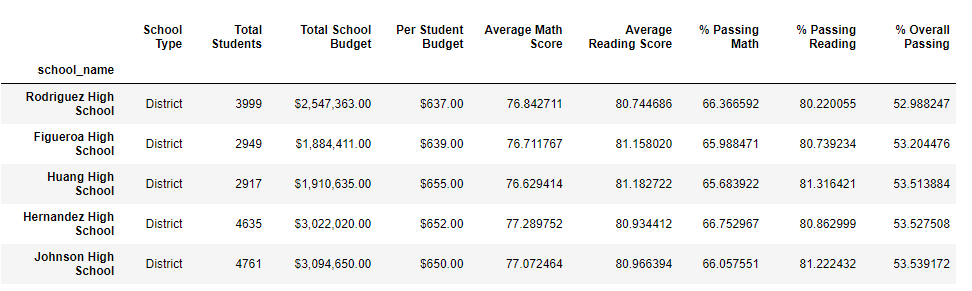 School Type Total Students Total School Budget Per Student Budget Average Math Score Average Reading Score % Passing Math % Passing Reading % Overall Passing
school_name
Rodriguez High School District 3999 $2,547,363.00 $637.00 76.842711 80.744686 66.366592 80.220055 52.988247
Figueroa High School District 2949 $1,884,411.00 $639.00 76.711767 81.158020 65.988471 80.739234 53.204476
Huang High School District 2917 $1,910,635.00 $655.00 76.629414 81.182722 65.683922 81.316421 53.513884
Hernandez High School District 4635 $3,022,020.00 $652.00 77.289752 80.934412 66.752967 80.862999 53.527508
Johnson High School District 4761 $3,094,650.00 $650.00 77.072464 80.966394 66.057551 81.222432 53.539172